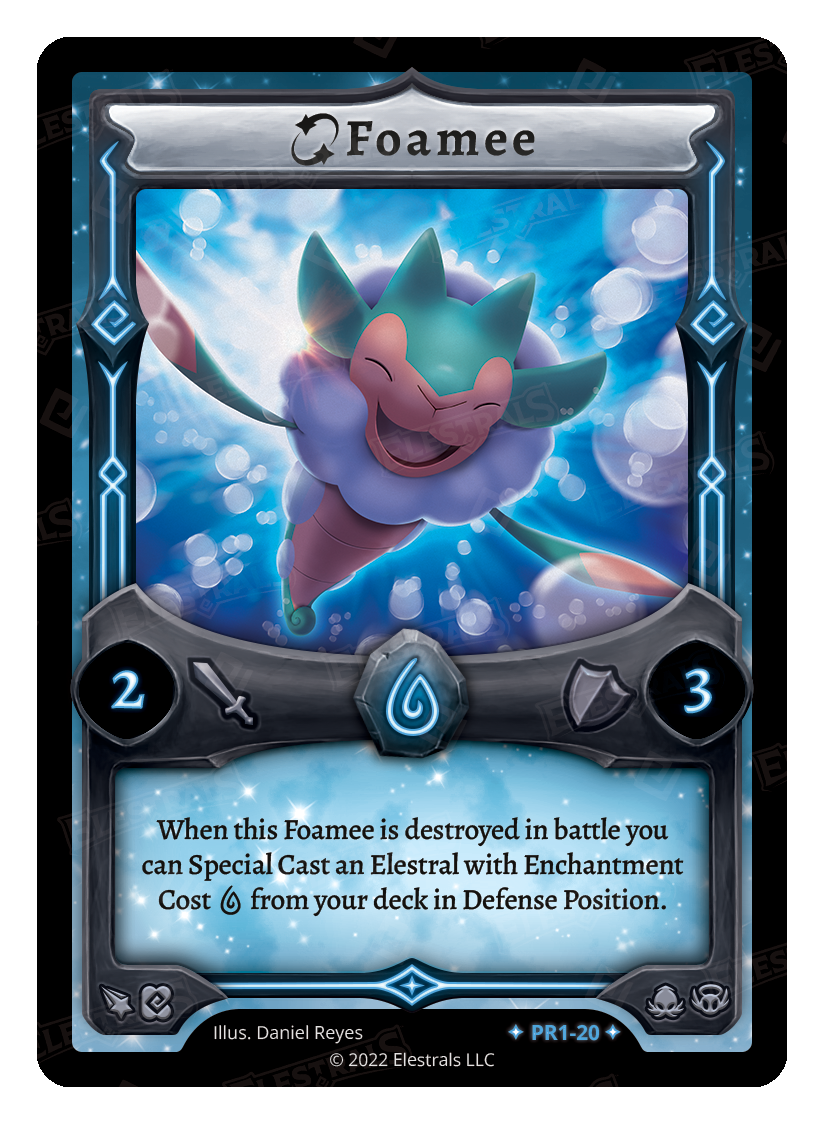 Foamee
2
3
When this Foamee is destroyed in battle you
can Special Cast an Elestral with Enchantment
Cost from your deck in Defense Position.
Illus. Daniel Reyes
PR1-20
© 2022 Elestrals LLC
ELESTRALS